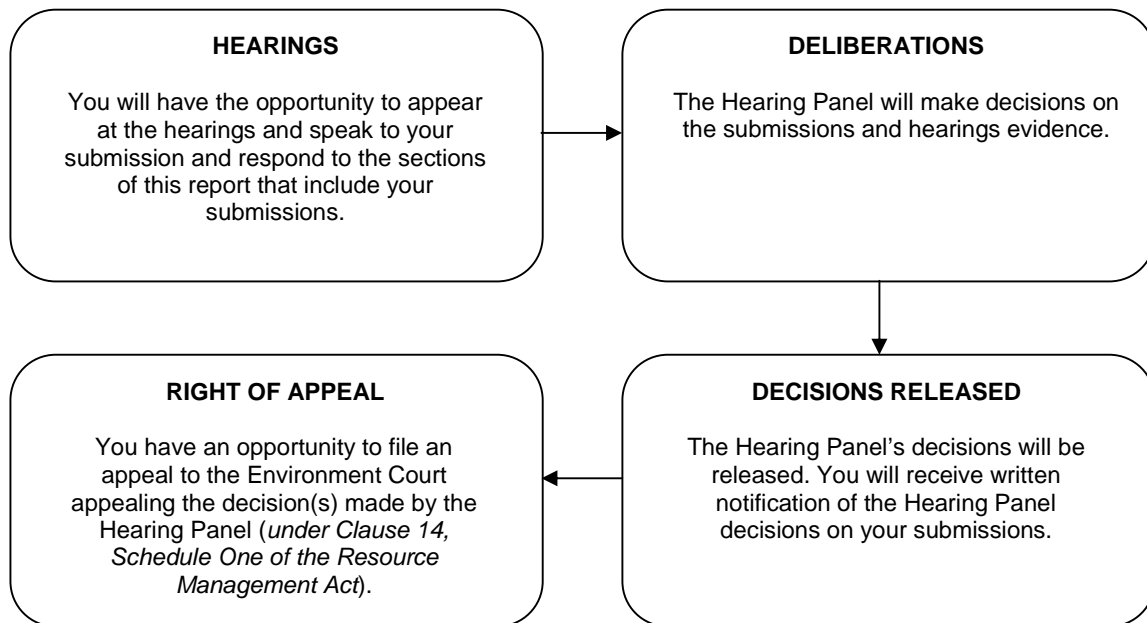 HEARINGS
You will have the opportunity to appear
at the hearings and speak to your
submission and respond to the sections
of this report that include your
submissions.
DELIBERATIONS
The Hearing Panel will make decisions on
the submissions and hearings evidence.
DECISIONS RELEASED
The Hearing Panel's decisions will be
released. You will receive written
notification of the Hearing Panel
decisions on your submissions.
RIGHT OF APPEAL
You have an opportunity to file an
appeal to the Environment Court
appealing the decision(s) made by the
Hearing Panel (under Clause 14,
Schedule One of the Resource
Management Act).